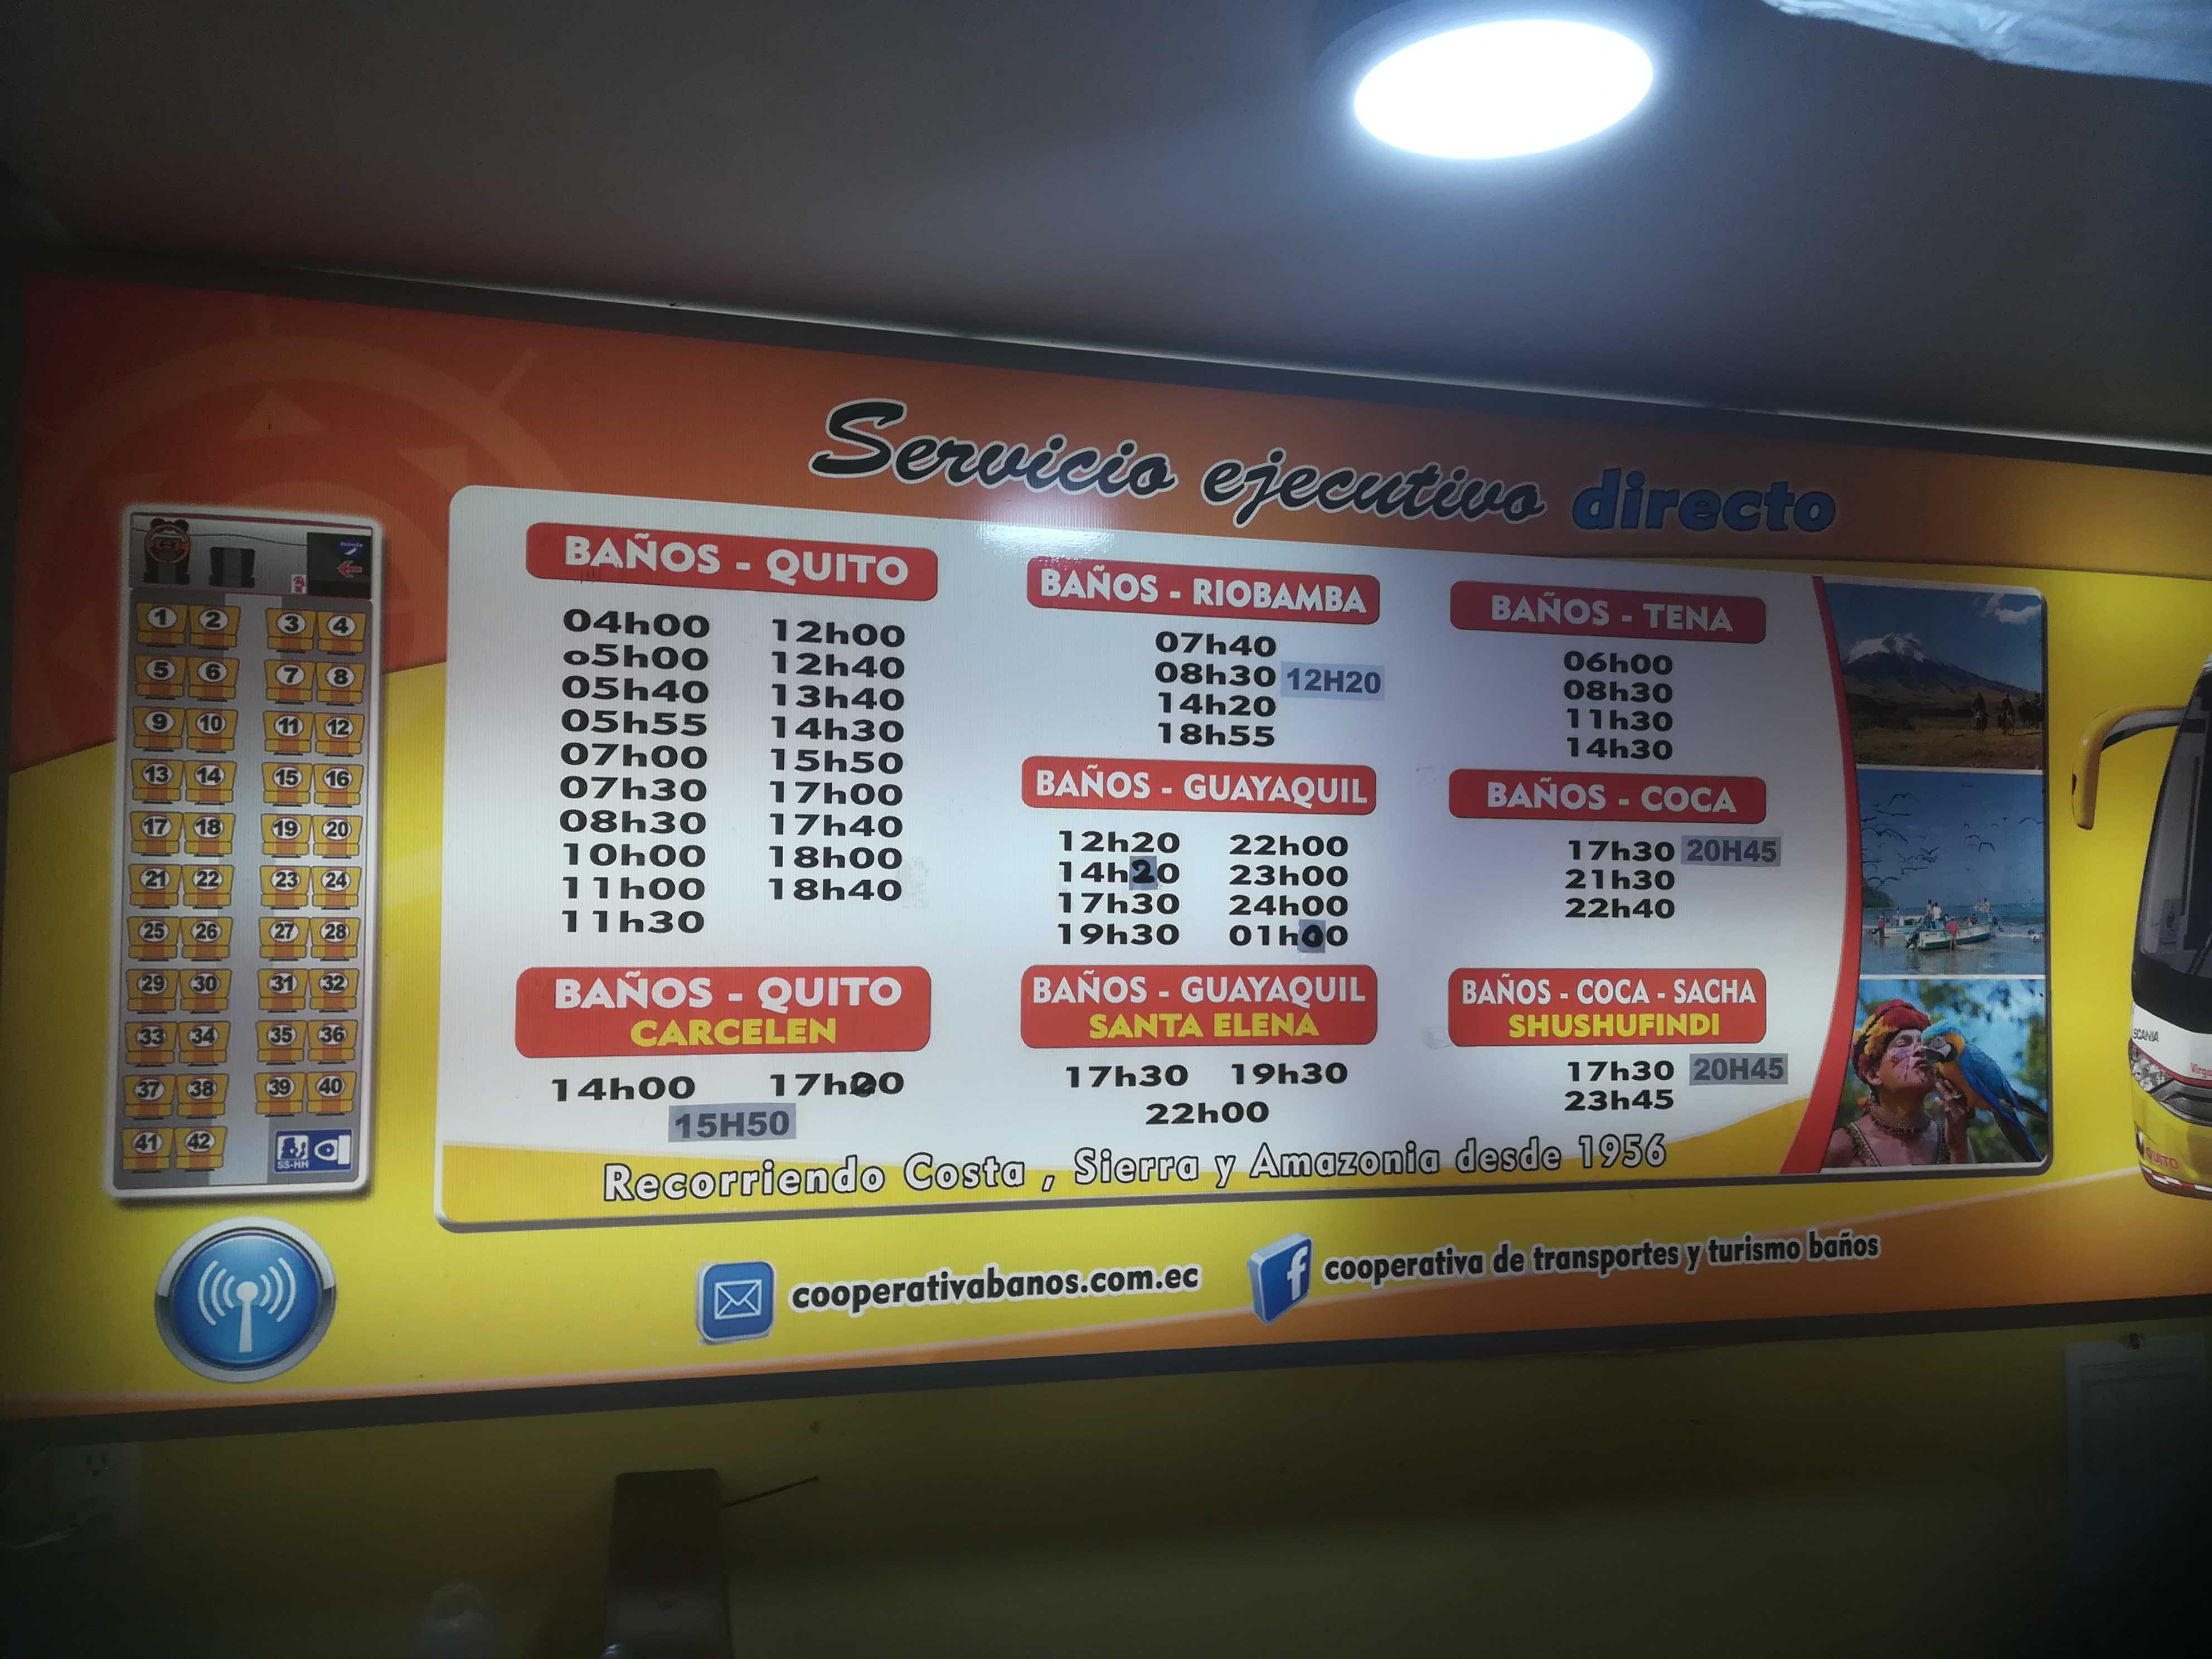 Servicio ejecutivo directo
BAÑOS - QUITO
04h00 12h00
o5h00 12h40
05h40 13h40
05h55 14h30
07h00 15h50
07h30 17h00
08h30 17h40
10h00 18h00
11h00 18h40
11h30
BAÑOS - QUITO
CARCELEN
14h00 17h20
15H50
BAÑOS - RIOBAMBA
07h40
08h30 12H20
14h20
18h55
BAÑOS - GUAYAQUIL
12h20 22h00
14h20 23h00
17h30 24h00
19h30 01h00
BAÑOS - GUAYAQUIL
SANTA ELENA
17h30 19h30
22h00
BAÑOS - TENA
06h00
08h30
11h30
14h30
BAÑOS - COCA
17h30 20H45
21h30
22h40
BAÑOS - COCA - SACHA
SHUSHUFINDI
17h30 20H45
23h45
Recorriendo Costa , Sierra y Amazonia desde 1956
cooperativabanos.com.ec
cooperativa de transportes y turismo baños
1 2 3 4
5 6 7 8
9 10 11 12
13 14 15 16
17 18 19 20
21 22 23 24
25 26 27 28
29 30 31 32
33 34 35 36
37 38 39 40
41 42
SS-HH
SCANIA
QUITO